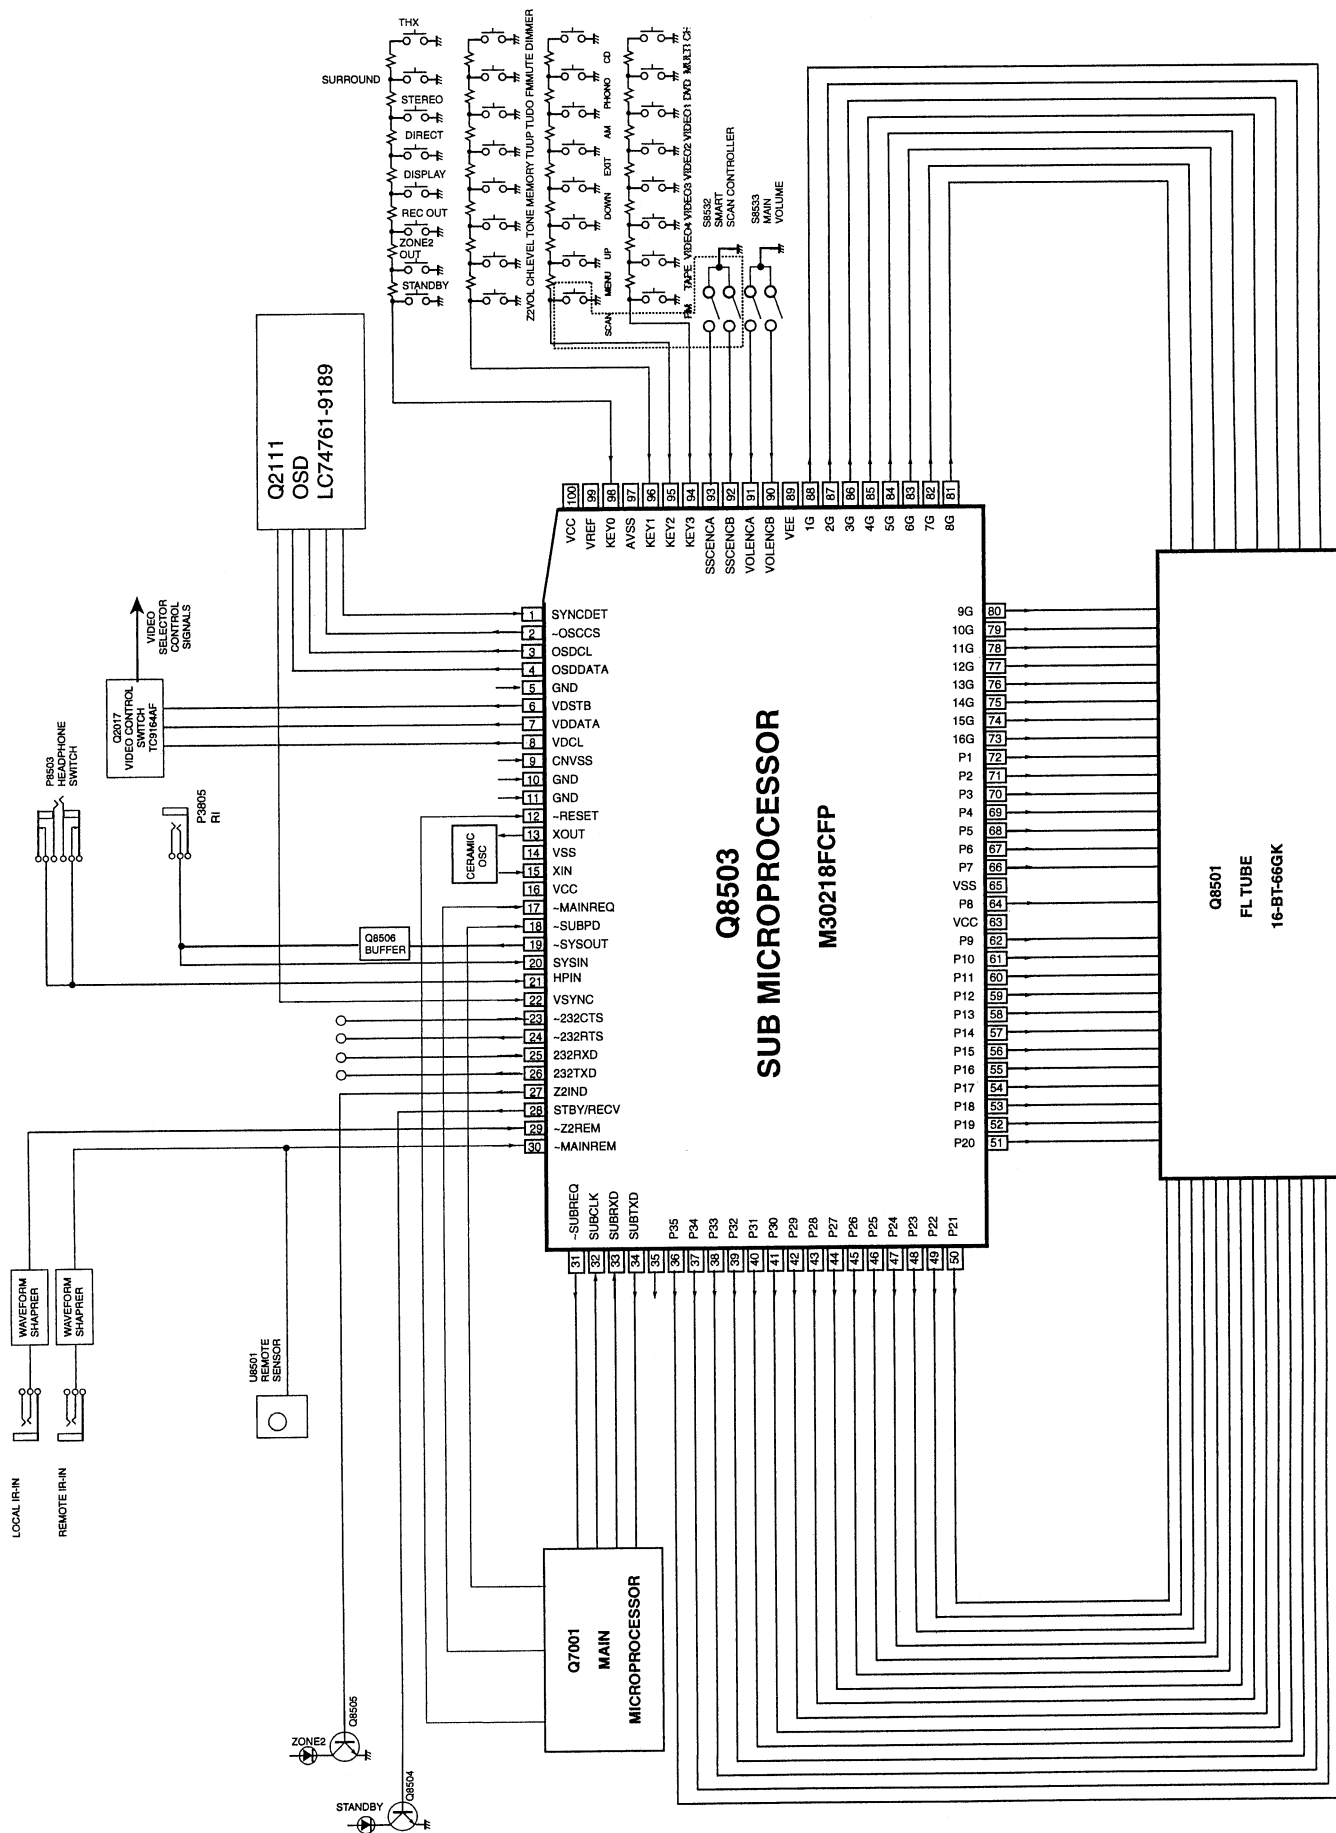 THX
SURROUND
STEREO
DIRECT
DISPLAY
REC OUT
ZONE2
OUT
STANDBY
Z2VOL CHLEVEL TONE MEMORY TUUP TUDO FMMUTE DIMMER
SCAN MENU UP DOWN EXIT AM PHONO CD
FM TAPE VIDEO4 VIDEO3 VIDEO2 VIDEO1 DVD MULTI CH
S8532
SMART
SCAN CONTROLLER
S8533
MAIN
VOLUME
Q2111
OSD
LC74761-9189
VIDEO
SELECTOR
CONTROL
SIGNALS
Q2017
VIDEO CONTROL
SWITCH
TC9164AF
P8503
HEADPHONE
SWITCH
P3805
RI
CERAMIC
OSC
Q8506
BUFFER
100 VCC
99 VREF
98 KEY0
97 AVSS
96 KEY1
95 KEY2
94 KEY3
93 SSCENCA
92 SSCENCB
91 VOLENCA
90 VOLENCB
89 VEE
88 1G
87 2G
86 3G
85 4G
84 5G
83 6G
82 7G
81 8G
1 SYNCDET
2 ~OSCCS
3 OSDCL
4 OSDDATA
5 GND
6 VDSTB
7 VDDATA
8 VDCL
9 CNVSS
10 GND
11 GND
12 ~RESET
13 XOUT
14 VSS
15 XIN
16 VCC
17 ~MAINREQ
18 ~SUBPD
19 ~SYSOUT
20 SYSIN
21 HPIN
22 VSYNC
23 ~232CTS
24 ~232RTS
25 232RXD
26 232TXD
27 Z2IND
28 STBY/RECV
29 ~Z2REM
30 ~MAINREM
Q8503
SUB MICROPROCESSOR
M30218FCFP
9G 80
10G 79
11G 78
12G 77
13G 76
14G 75
15G 74
16G 73
P1 72
P2 71
P3 70
P4 69
P5 68
P6 67
P7 66
VSS 65
P8 64
VCC 63
P9 62
P10 61
P11 60
P12 59
P13 58
P14 57
P15 56
P16 55
P17 54
P18 53
P19 52
P20 51
Q8501
FL TUBE
16-BT-66GK
31 ~SUBREQ
32 SUBCLK
33 SUBRXD
34 SUBTXD
35
36 P35
37 P34
38 P33
39 P32
40 P31
41 P30
42 P29
43 P28
44 P27
45 P26
46 P25
47 P24
48 P23
49 P22
50 P21
WAVEFORM
SHAPRER
WAVEFORM
SHAPRER
LOCAL IR-IN
REMOTE IR-IN
U8501
REMOTE
SENSOR
Q7001
MAIN
MICROPROCESSOR
ZONE2
Q8505
STANDBY
Q8504